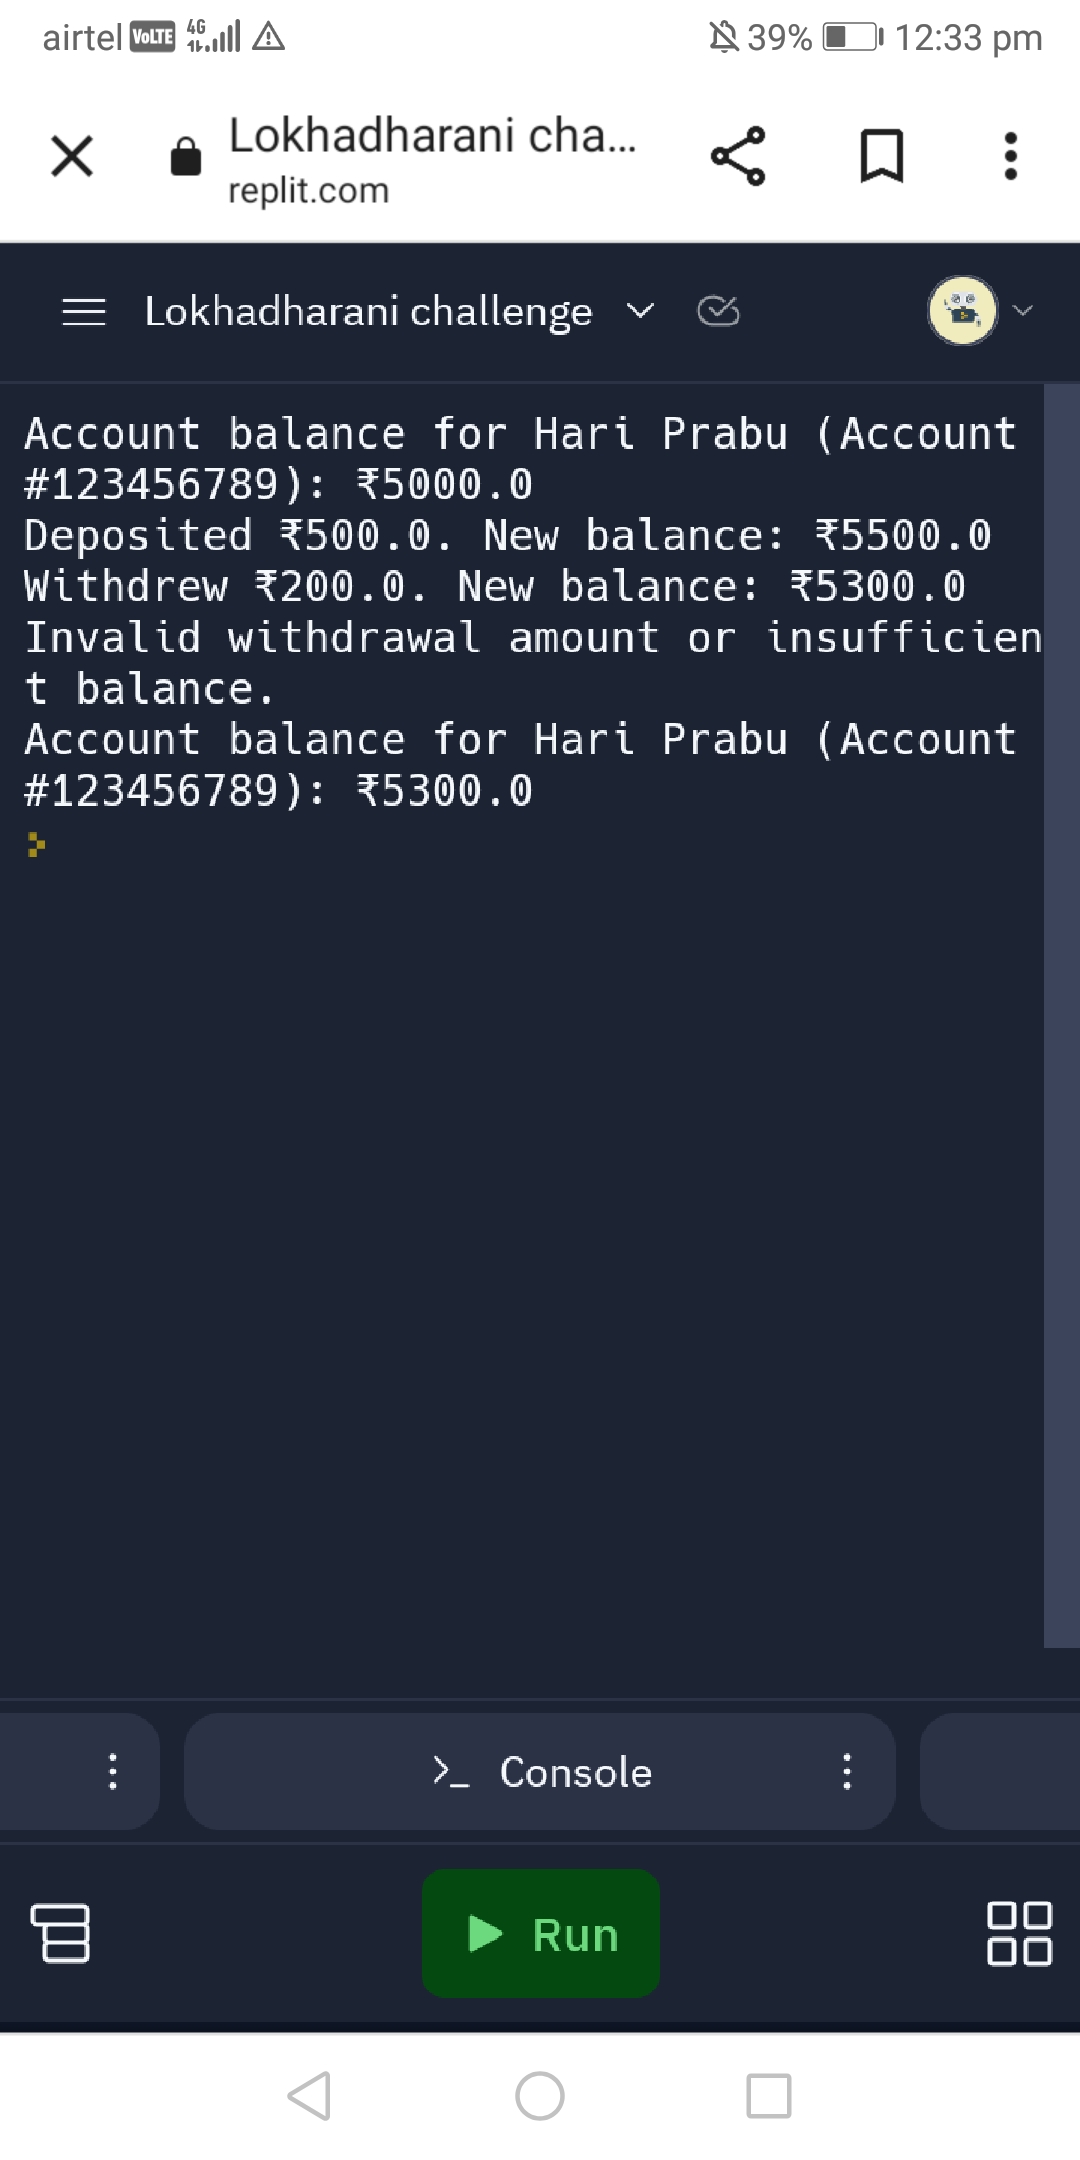 airtel VoLTE 4G 39% 12:33 pm
Lokhadharani cha...
replit.com
Lokhadharani challenge
Account balance for Hari Prabu (Account
#123456789): ₹5000.0
Deposited ₹500.0. New balance: ₹5500.0
Withdrew ₹200.0. New balance: ₹5300.0
Invalid withdrawal amount or insufficien
t balance.
Account balance for Hari Prabu (Account
#123456789): ₹5300.0
Console
Run